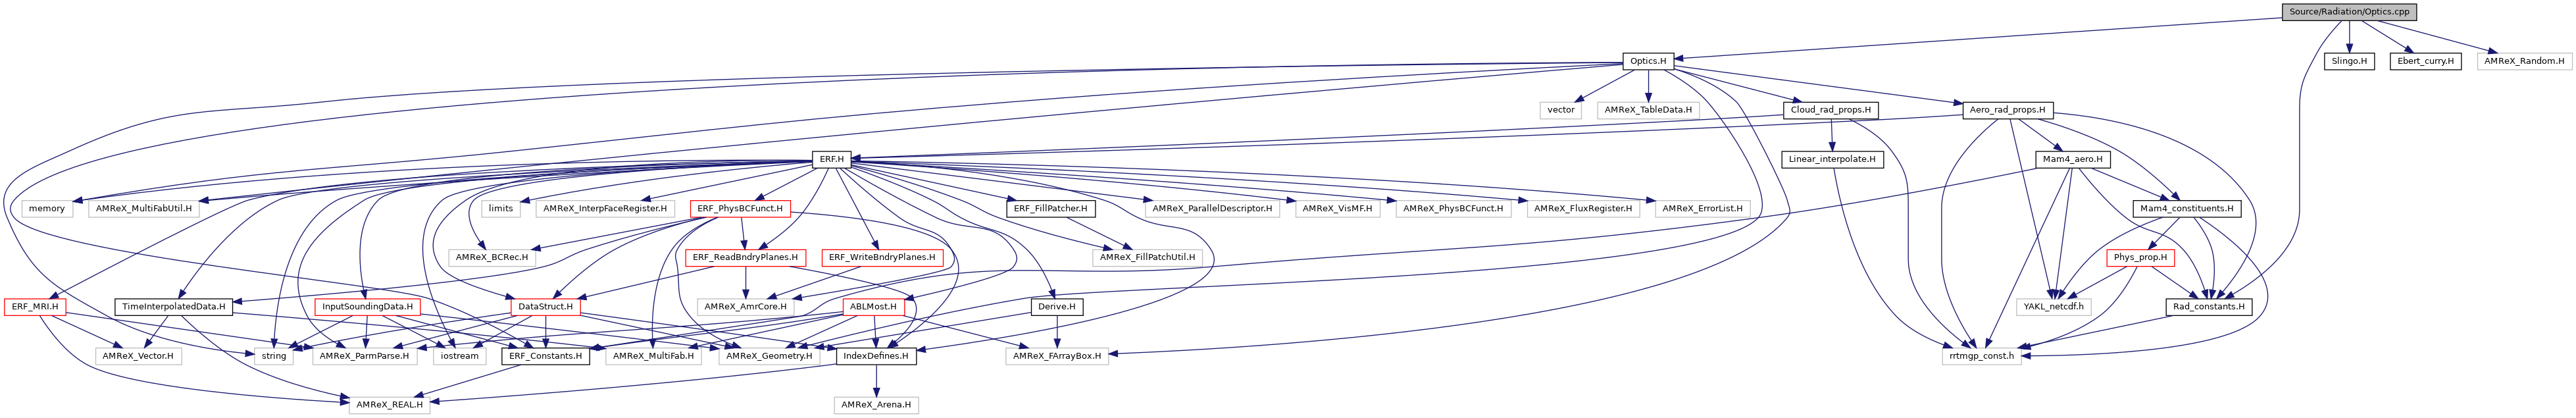 Source/Radiation/Optics.cpp
Optics.H
Slingo.H
Ebert_curry.H
AMReX_Random.H
vector
AMReX_TableData.H
Cloud_rad_props.H
Aero_rad_props.H
ERF.H
Linear_interpolate.H
Mam4_aero.H
memory
AMReX_MultiFabUtil.H
limits
AMReX_InterpFaceRegister.H
ERF_PhysBCFunct.H
ERF_FillPatcher.H
AMReX_ParallelDescriptor.H
AMReX_VisMF.H
AMReX_PhysBCFunct.H
AMReX_FluxRegister.H
AMReX_ErrorList.H
Mam4_constituents.H
AMReX_BCRec.H
ERF_ReadBndryPlanes.H
ERF_WriteBndryPlanes.H
AMReX_FillPatchUtil.H
Phys_prop.H
ERF_MRI.H
TimeInterpolatedData.H
InputSoundingData.H
DataStruct.H
AMReX_AmrCore.H
ABLMost.H
Derive.H
YAKL_netcdf.h
Rad_constants.H
AMReX_Vector.H
string
AMReX_ParmParse.H
iostream
ERF_Constants.H
AMReX_MultiFab.H
AMReX_Geometry.H
IndexDefines.H
AMReX_FArrayBox.H
rrtmgp_const.h
AMReX_REAL.H
AMReX_Arena.H